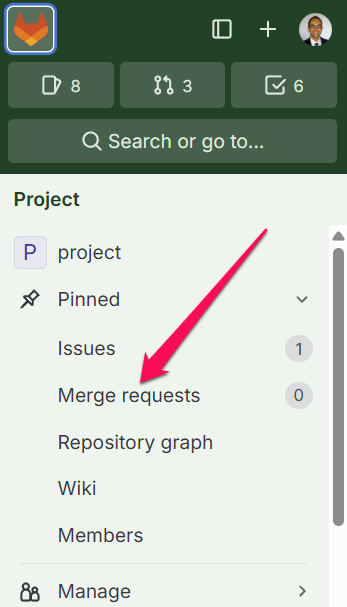 8 3 6
Search or go to...
Project
P project
Pinned
Issues 1
Merge requests 0
Repository graph
Wiki
Members
Manage